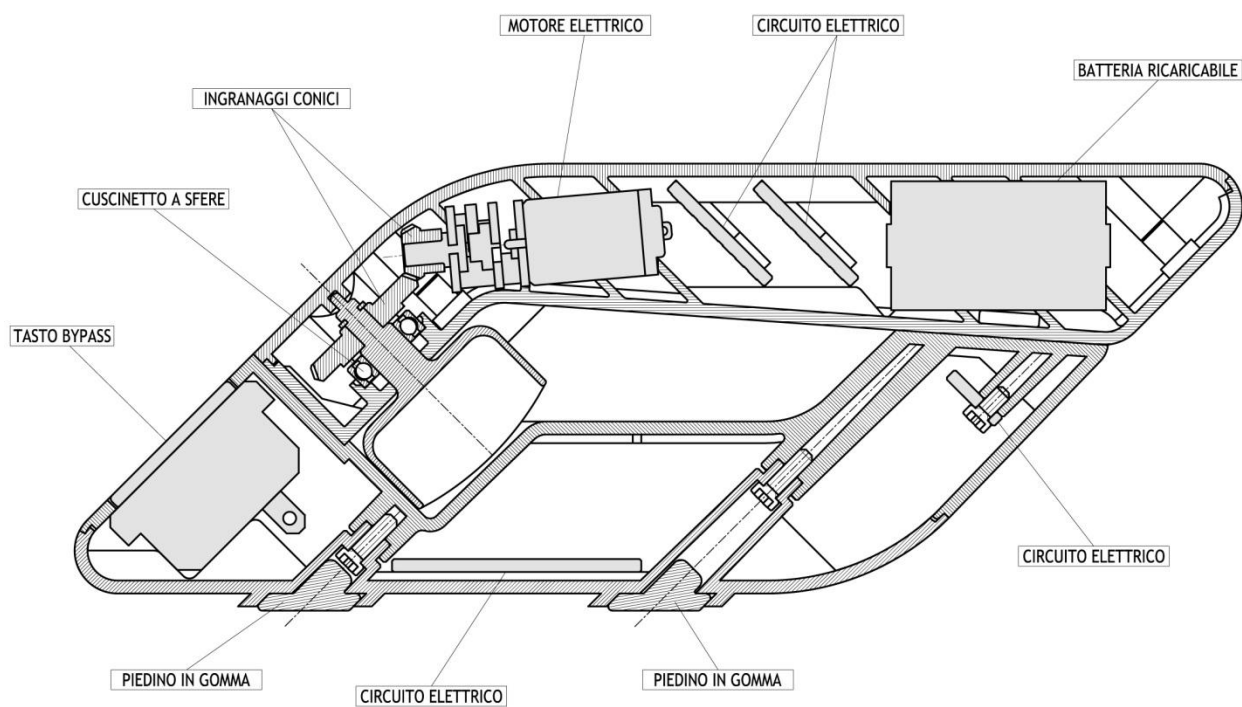 MOTORE ELETTRICO
CIRCUITO ELETTRICO
BATTERIA RICARICABILE
INGRANAGGI CONICI
CUSCINETTO A SFERE
TASTO BYPASS
CIRCUITO ELETTRICO
PIEDINO IN GOMMA
CIRCUITO ELETTRICO
PIEDINO IN GOMMA